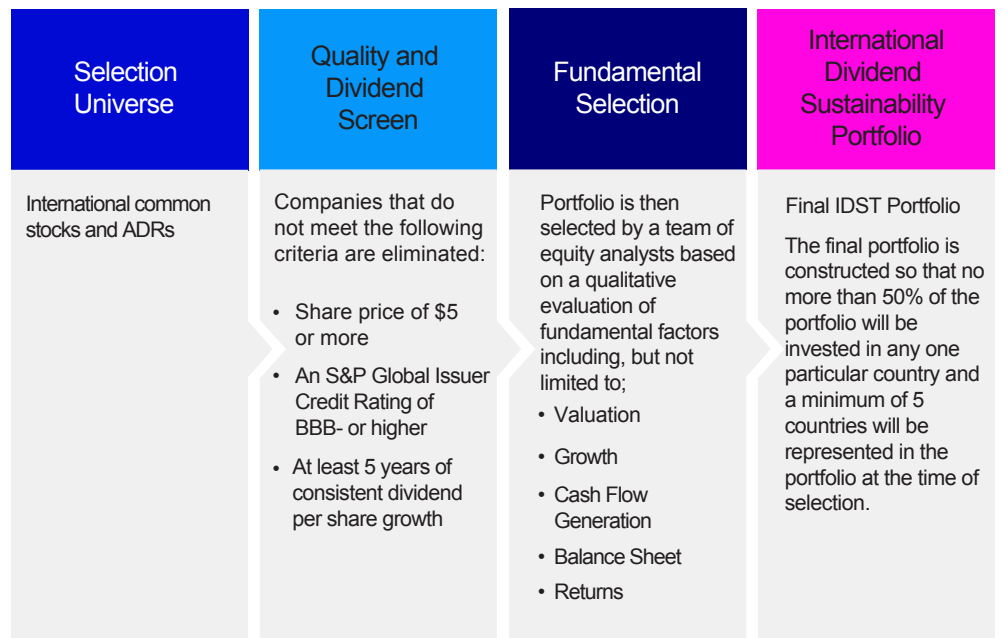 Selection
Universe
International common
stocks and ADRs
Quality and
Dividend
Screen
Companies that do
not meet the following
criteria are eliminated:
• Share price of $5
or more
• An S&P Global Issuer
Credit Rating of
BBB- or higher
• At least 5 years of
consistent dividend
per share growth
Fundamental
Selection
Portfolio is then
selected by a team of
equity analysts based
on a qualitative
evaluation of
fundamental factors
including, but not
limited to;
• Valuation
• Growth
• Cash Flow
Generation
• Balance Sheet
• Returns
International
Dividend
Sustainability
Portfolio
Final IDST Portfolio
The final portfolio is
constructed so that no
more than 50% of the
portfolio will be
invested in any one
particular country and
a minimum of 5
countries will be
represented in the
portfolio at the time of
selection.